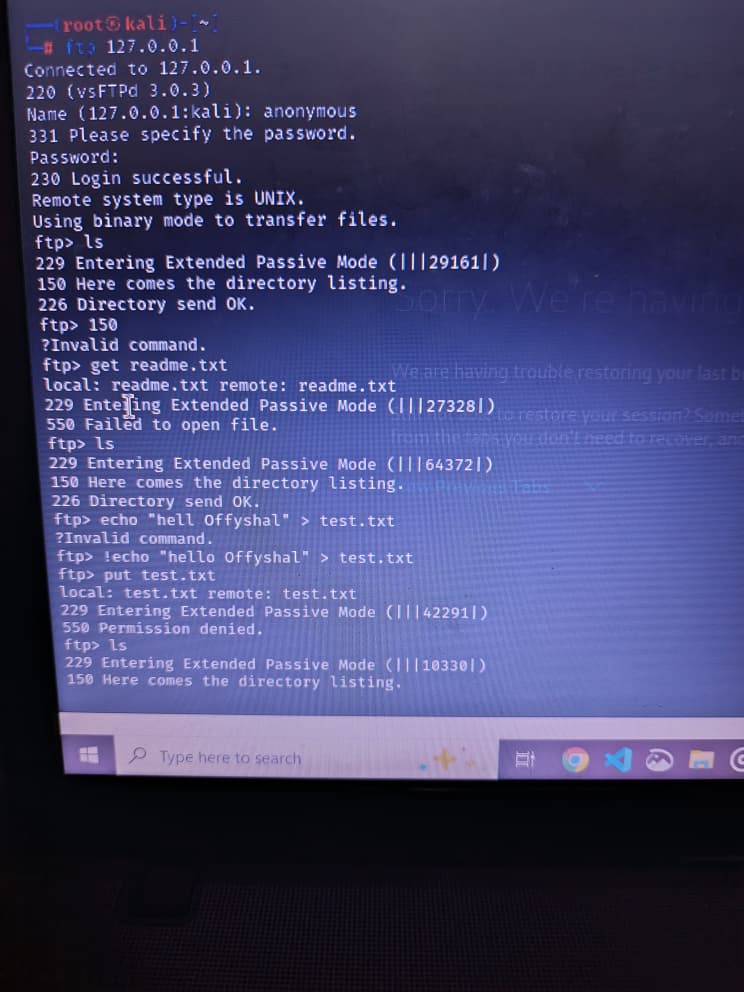 (root㉿kali)-[~]
# ftp 127.0.0.1
Connected to 127.0.0.1.
220 (vsFTPd 3.0.3)
Name (127.0.0.1:kali): anonymous
331 Please specify the password.
Password:
230 Login successful.
Remote system type is UNIX.
Using binary mode to transfer files.
ftp> ls
229 Entering Extended Passive Mode (|||29161|)
150 Here comes the directory listing.
226 Directory send OK.
ftp> 150
?Invalid command.
ftp> get readme.txt
local: readme.txt remote: readme.txt
229 Entering Extended Passive Mode (|||27328|)
550 Failed to open file.
ftp> ls
229 Entering Extended Passive Mode (|||64372|)
150 Here comes the directory listing.
226 Directory send OK.
ftp> echo "hell Offyshal" > test.txt
?Invalid command.
ftp> !echo "hello Offyshal" > test.txt
ftp> put test.txt
local: test.txt remote: test.txt
229 Entering Extended Passive Mode (|||42291|)
550 Permission denied.
ftp> ls
229 Entering Extended Passive Mode (|||10330|)
150 Here comes the directory listing.
Sorry. We're having
We are having trouble restoring your last
to restore your session?
from the tabs you don't need to recover, and
Previous Tabs
Type here to search